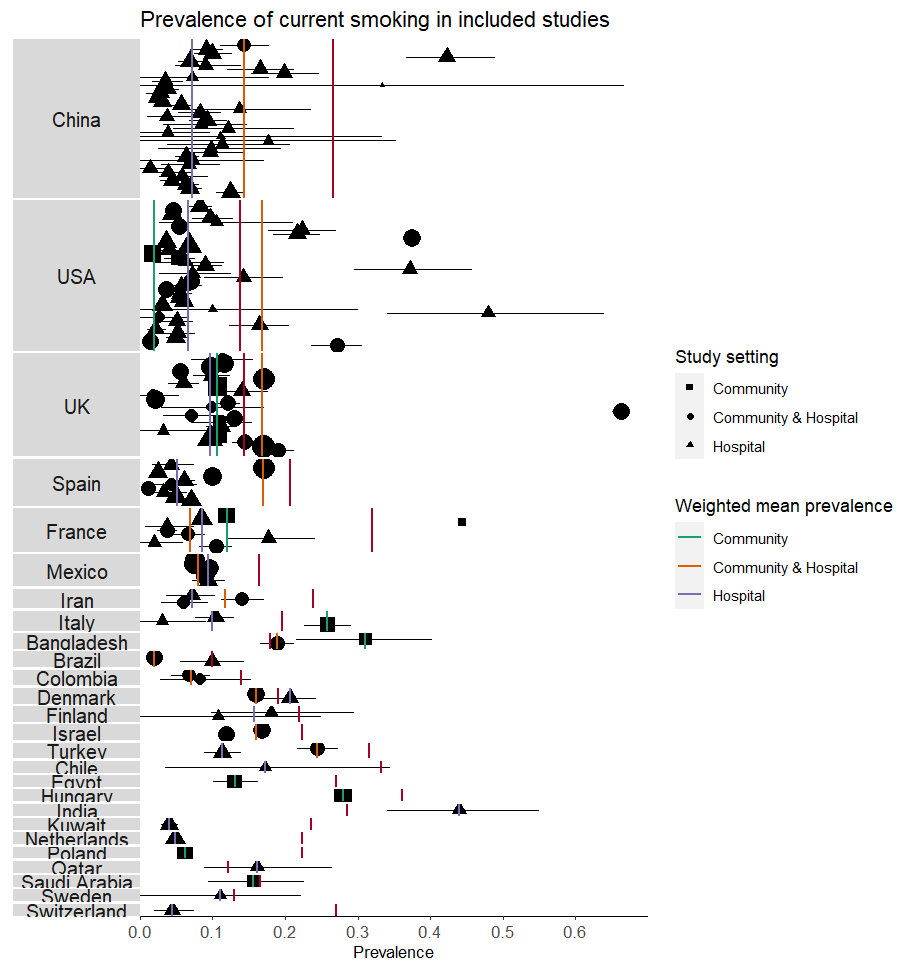 Prevalence of current smoking in included studies
China
USA
UK
Spain
France
Mexico
Iran
Italy
Bangladesh
Brazil
Colombia
Denmark
Finland
Israel
Turkey
Chile
Egypt
Hungary
India
Kuwait
Netherlands
Poland
Qatar
Saudi Arabia
Sweden
Switzerland
0.0 0.1 0.2 0.3 0.4 0.5 0.6
Prevalence
Study setting
Community
Community & Hospital
Hospital
Weighted mean prevalence
Community
Community & Hospital
Hospital